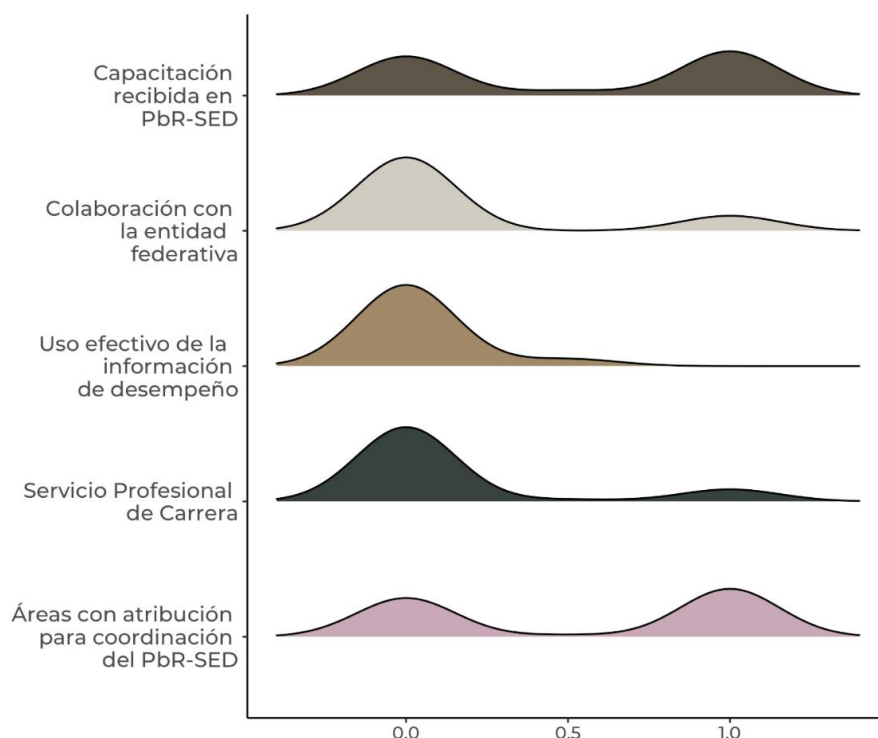 Capacitación
recibida en
PbR-SED
Colaboración con
la entidad
federativa
Uso efectivo de la
información
de desempeño
Servicio Profesional
de Carrera
Áreas con atribución
para coordinación
del PbR-SED
0.0 0.5 1.0